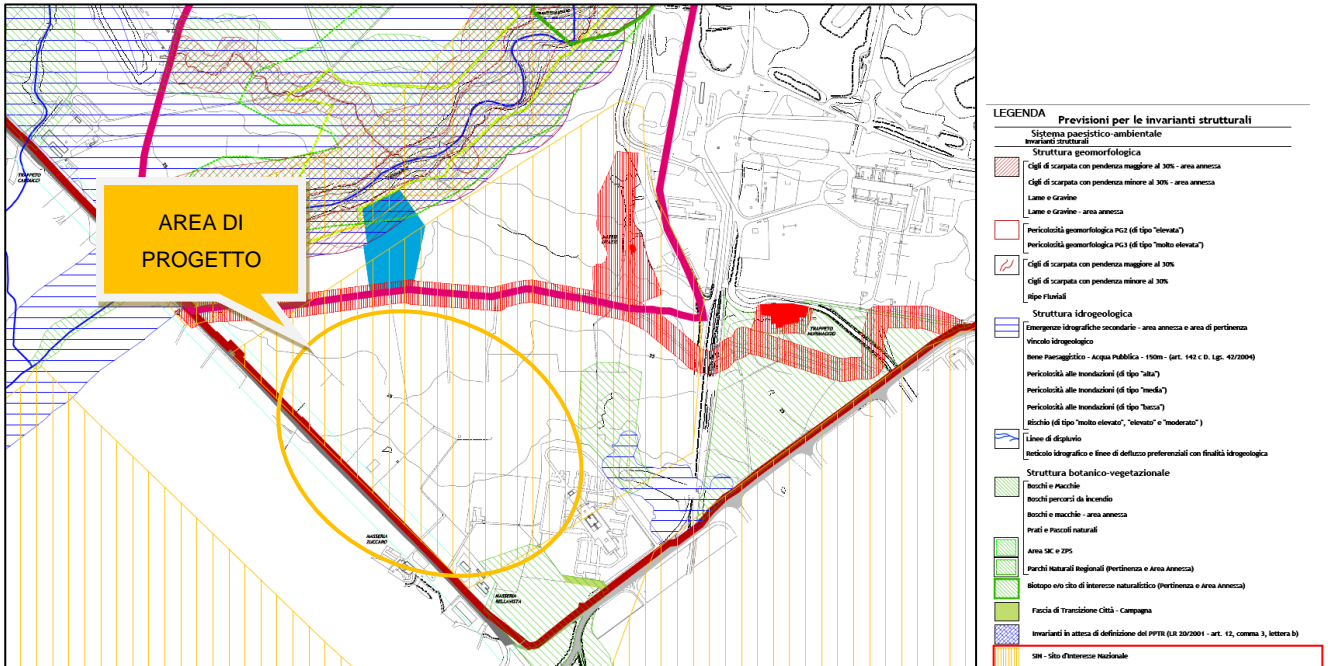 AREA DI
PROGETTO
TRAPPETO
CARDUCCI
MASSERIA
ZUCCARO
MASSERIA
BELLAVISTA
TRAPPETO
MURIMAGGIO
LEGENDA
Previsioni per le invarianti strutturali
Sistema paesistico-ambientale
Invarianti strutturali
Struttura geomorfologica
Cigli di scarpata con pendenza maggiore al 30% - area annessa
Cigli di scarpata con pendenza minore al 30% - area annessa
Lame e Gravine
Lame e Gravine - area annessa
Pericolosità geomorfologica PG2 (di tipo "elevata")
Pericolosità geomorfologica PG3 (di tipo "molto elevata")
Cigli di scarpata con pendenza maggiore al 30%
Cigli di scarpata con pendenza minore al 30%
Ripe Fluviali
Struttura idrogeologica
Emergenze idrografiche secondarie - area annessa e area di pertinenza
Vincolo idrogeologico
Bene Paesaggistico - Acqua Pubblica - 150m - (art. 142 c D. Lgs. 42/2004)
Pericolosità alle Inondazioni (di tipo "alta")
Pericolosità alle Inondazioni (di tipo "media")
Pericolosità alle Inondazioni (di tipo "bassa")
Rischio (di tipo "molto elevato", "elevato" e "moderato" )
Linee di displuvio
Reticolo idrografico e linee di deflusso preferenziali con finalità idrogeologica
Struttura botanico-vegetazionale
Boschi e Macchie
Boschi percorsi da incendio
Boschi e macchie - area annessa
Prati e Pascoli naturali
Area SIC e ZPS
Parchi Naturali Regionali (Pertinenza e Area Annessa)
Biotopo e/o sito di interesse naturalistico (Pertinenza e Area Annessa)
Fascia di Transizione Città - Campagna
Invarianti in attesa di definizione del PPTR (LR 20/2001 - art. 12, comma 3, lettera b)
SIN - Sito d'Interesse Nazionale